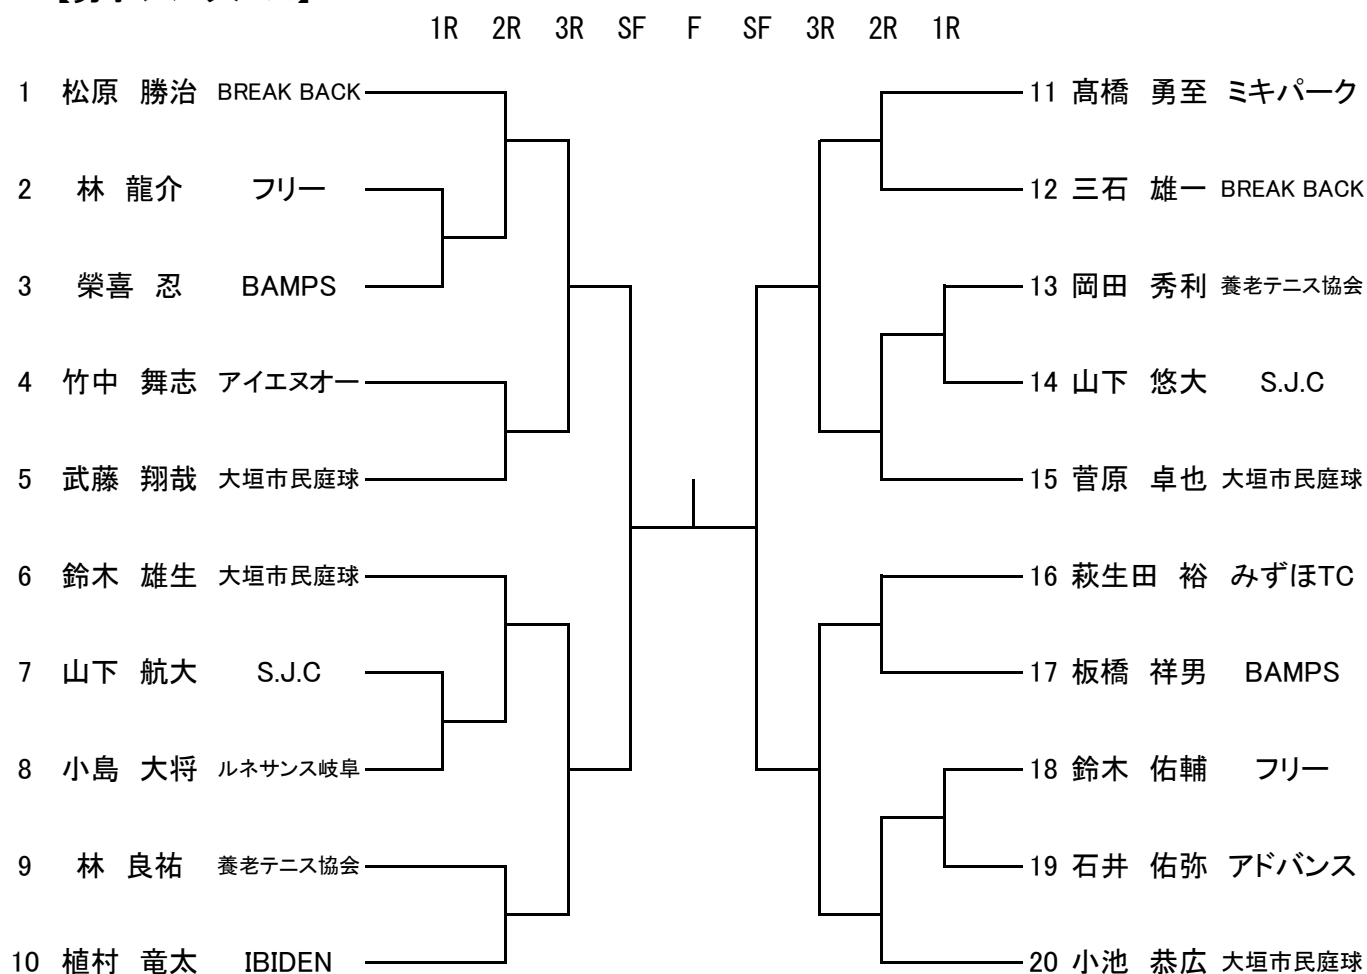 1R 2R 3R SF F SF 3R 2R 1R
1 松原 勝治 BREAK BACK
11 髙橋 勇至 ミキパーク
2 林 龍介 フリー
12 三石 雄一 BREAK BACK
3 榮喜 忍 BAMPS
13 岡田 秀利 養老テニス協会
4 竹中 舞志 アイエヌオー
14 山下 悠大 S.J.C
5 武藤 翔哉 大垣市民庭球
15 菅原 卓也 大垣市民庭球
6 鈴木 雄生 大垣市民庭球
16 萩生田 裕 みずほTC
7 山下 航大 S.J.C
17 板橋 祥男 BAMPS
8 小島 大将 ルネサンス岐阜
18 鈴木 佑輔 フリー
9 林 良祐 養老テニス協会
19 石井 佑弥 アドバンス
10 植村 竜太 IBIDEN
20 小池 恭広 大垣市民庭球